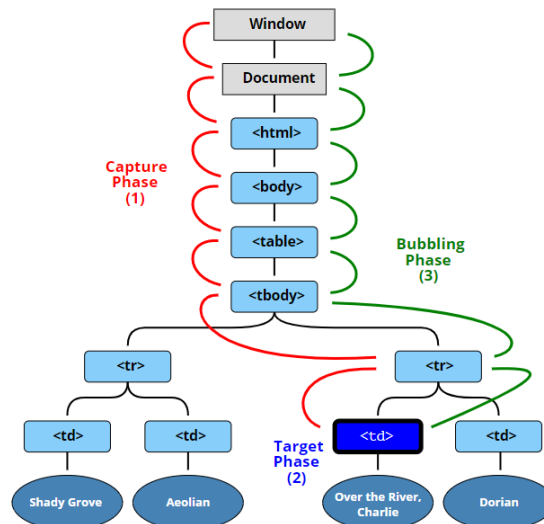 Window
Document
<html>
Capture
Phase
(1)
<body>
<table>
Bubbling
Phase
(3)
<tbody>
<tr>
<tr>
<td>
<td>
Target
Phase
(2)
<td>
<td>
Shady Grove
Aeolian
Over the River,
Charlie
Dorian